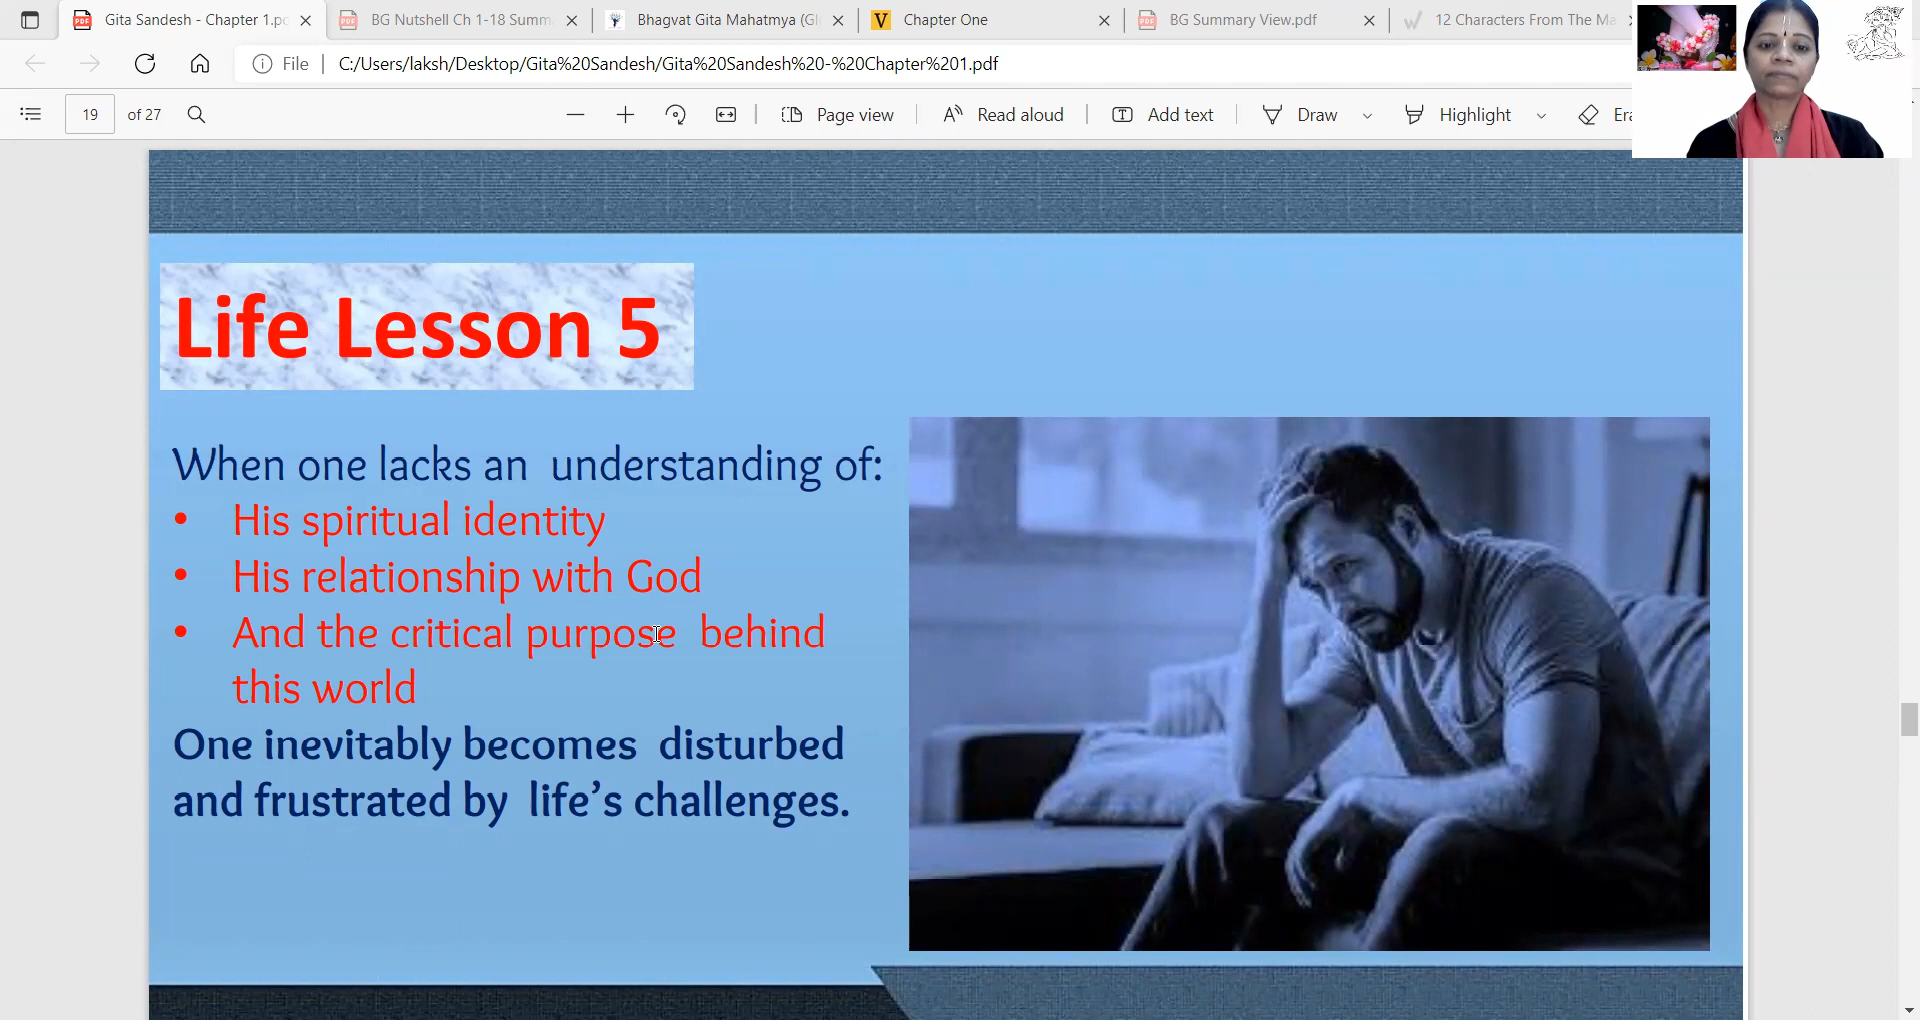 Gita Sandesh - Chapter 1.pd
BG Nutshell Ch 1-18 Summ
Bhagvat Gita Mahatmya (Gl
Chapter One
BG Summary View.pdf
12 Characters From The Ma
File
C:/Users/laksh/Desktop/Gita%20Sandesh/Gita%20Sandesh%20-%20Chapter%201.pdf
19 of 27
Page view
Read aloud
Add text
Draw
Highlight
Era
Life Lesson 5
When one lacks an understanding of:
• His spiritual identity
• His relationship with God
• And the critical purpose behind
this world
One inevitably becomes disturbed
and frustrated by life’s challenges.